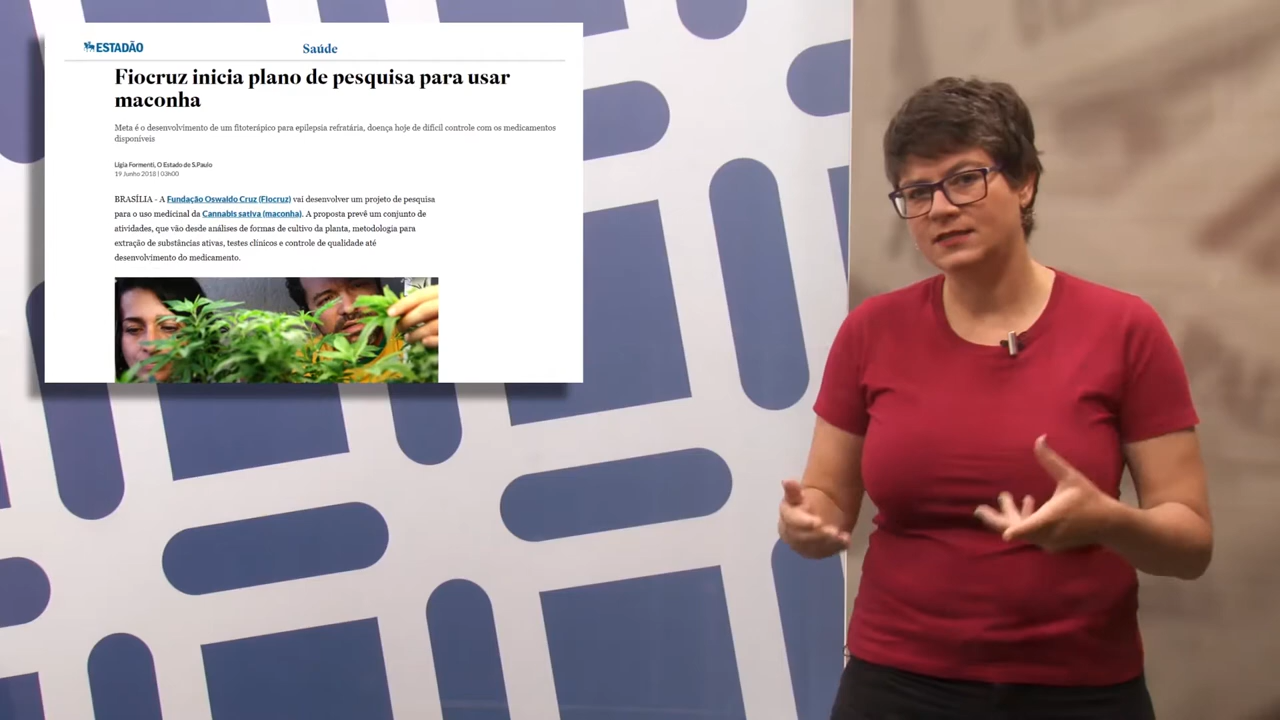 ESTADÃO
Saúde
Fiocruz inicia plano de pesquisa para usar
maconha
Meta é o desenvolvimento de um fitoterápico para epilepsia refratária, doença hoje de difícil controle com os medicamentos
disponíveis
Lígia Formenti, O Estado de S.Paulo
19 Junho 2018 | 03h00
BRASÍLIA - A Fundação Oswaldo Cruz (Fiocruz) vai desenvolver um projeto de pesquisa
para o uso medicinal da Cannabis sativa (maconha). A proposta prevê um conjunto de
atividades, que vão desde análises de formas de cultivo da planta, metodologia para
extração de substâncias ativas, testes clínicos e controle de qualidade até
desenvolvimento do medicamento.